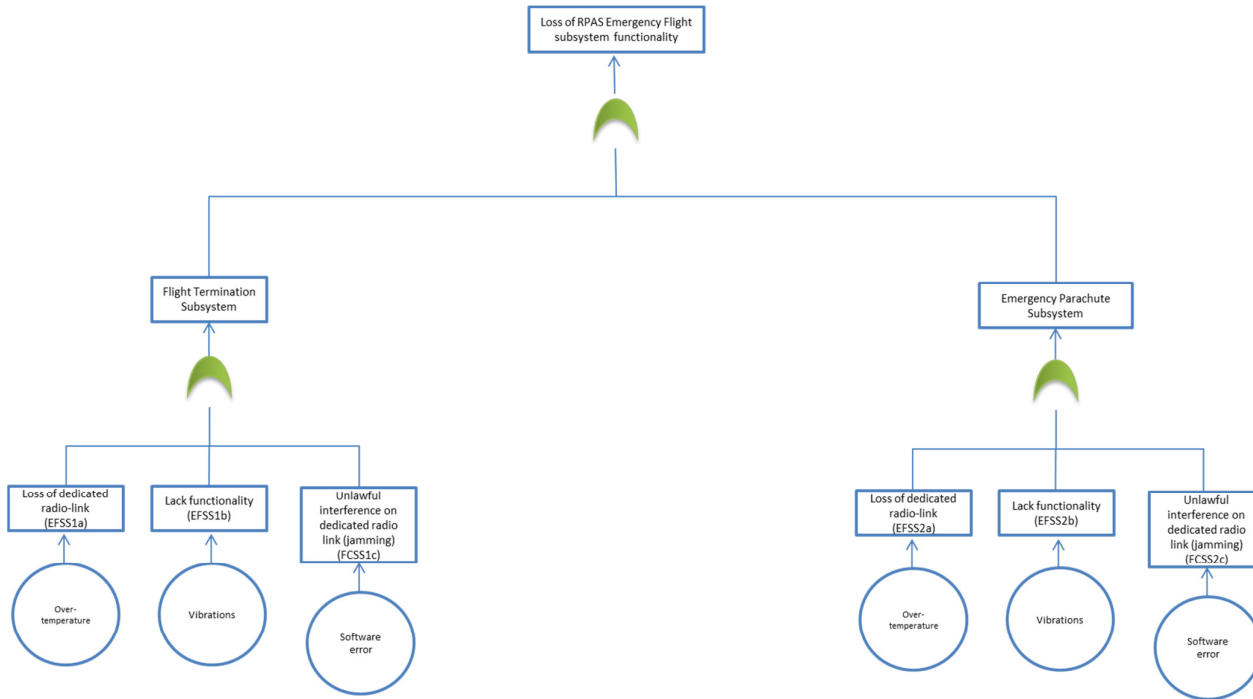 Loss of RPAS Emergency Flight
subsystem functionality
Flight Termination
Subsystem
Emergency Parachute
Subsystem
Loss of dedicated
radio-link
(EFSS1a)
Lack functionality
(EFSS1b)
Unlawful
interference on
dedicated radio
link (jamming)
(FCSS1c)
Loss of dedicated
radio-link
(EFSS2a)
Lack functionality
(EFSS2b)
Unlawful
interference on
dedicated radio
link (jamming)
(FCSS2c)
Over-
temperature
Vibrations
Software
error
Over-
temperature
Vibrations
Software
error